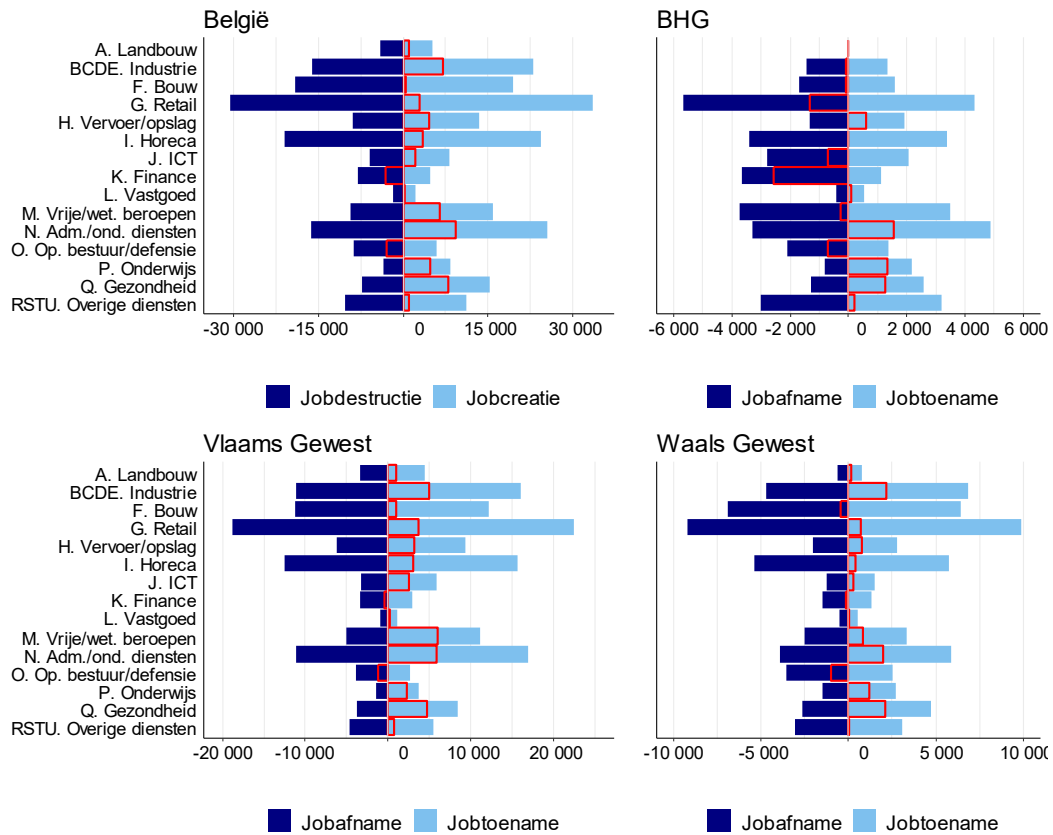 België
A. Landbouw
BCDE. Industrie
F. Bouw
G. Retail
H. Vervoer/opslag
I. Horeca
J. ICT
K. Finance
L. Vastgoed
M. Vrije/wet. beroepen
N. Adm./ond. diensten
O. Op. bestuur/defensie
P. Onderwijs
Q. Gezondheid
RSTU. Overige diensten
-30 000 -15 000 0 15 000 30 000
Jobdestructie Jobcreatie
BHG
-6 000 -4 000 -2 000 0 2 000 4 000 6 000
Jobafname Jobtoename
Vlaams Gewest
A. Landbouw
BCDE. Industrie
F. Bouw
G. Retail
H. Vervoer/opslag
I. Horeca
J. ICT
K. Finance
L. Vastgoed
M. Vrije/wet. beroepen
N. Adm./ond. diensten
O. Op. bestuur/defensie
P. Onderwijs
Q. Gezondheid
RSTU. Overige diensten
-20 000 -10 000 0 10 000 20 000
Jobafname Jobtoename
Waals Gewest
-10 000 -5 000 0 5 000 10 000
Jobafname Jobtoename